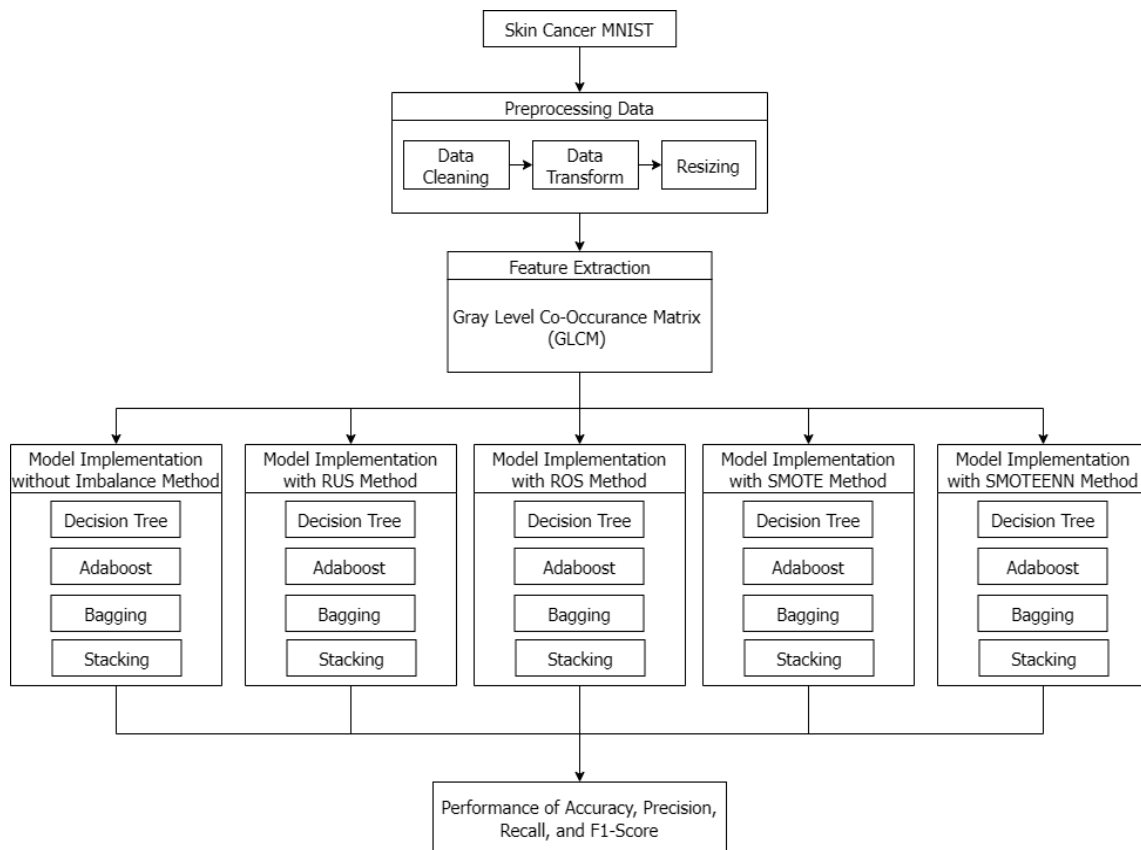 Skin Cancer MNIST
Preprocessing Data
Data
Cleaning
Data
Transform
Resizing
Feature Extraction
Gray Level Co-Occurance Matrix
(GLCM)
Model Implementation
without Imbalance Method
Decision Tree
Adaboost
Bagging
Stacking
Model Implementation
with RUS Method
Decision Tree
Adaboost
Bagging
Stacking
Model Implementation
with ROS Method
Decision Tree
Adaboost
Bagging
Stacking
Model Implementation
with SMOTE Method
Decision Tree
Adaboost
Bagging
Stacking
Model Implementation
with SMOTEENN Method
Decision Tree
Adaboost
Bagging
Stacking
Performance of Accuracy, Precision,
Recall, and F1-Score